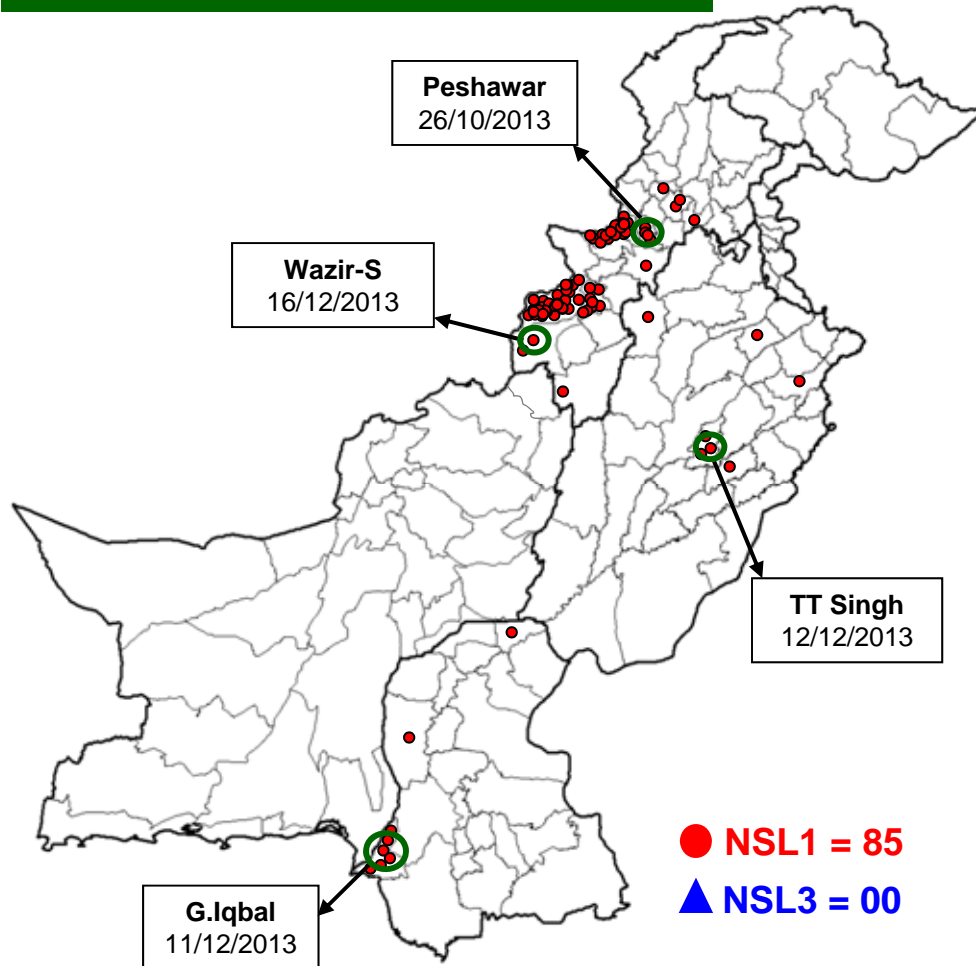 Peshawar
26/10/2013
Wazir-S
16/12/2013
TT Singh
12/12/2013
NSL1 = 85
NSL3 = 00
G.Iqbal
11/12/2013